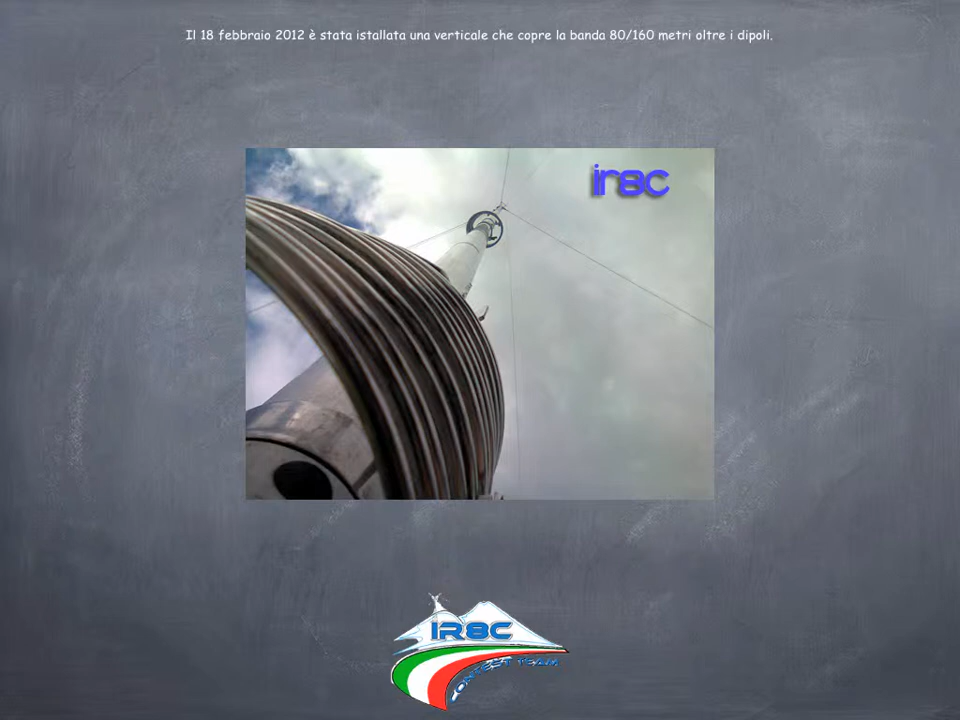 Il 18 febbraio 2012 è stata istallata una verticale che copre la banda 80/160 metri oltre i dipoli.
ir8c
IR8C
CONTEST TEAM